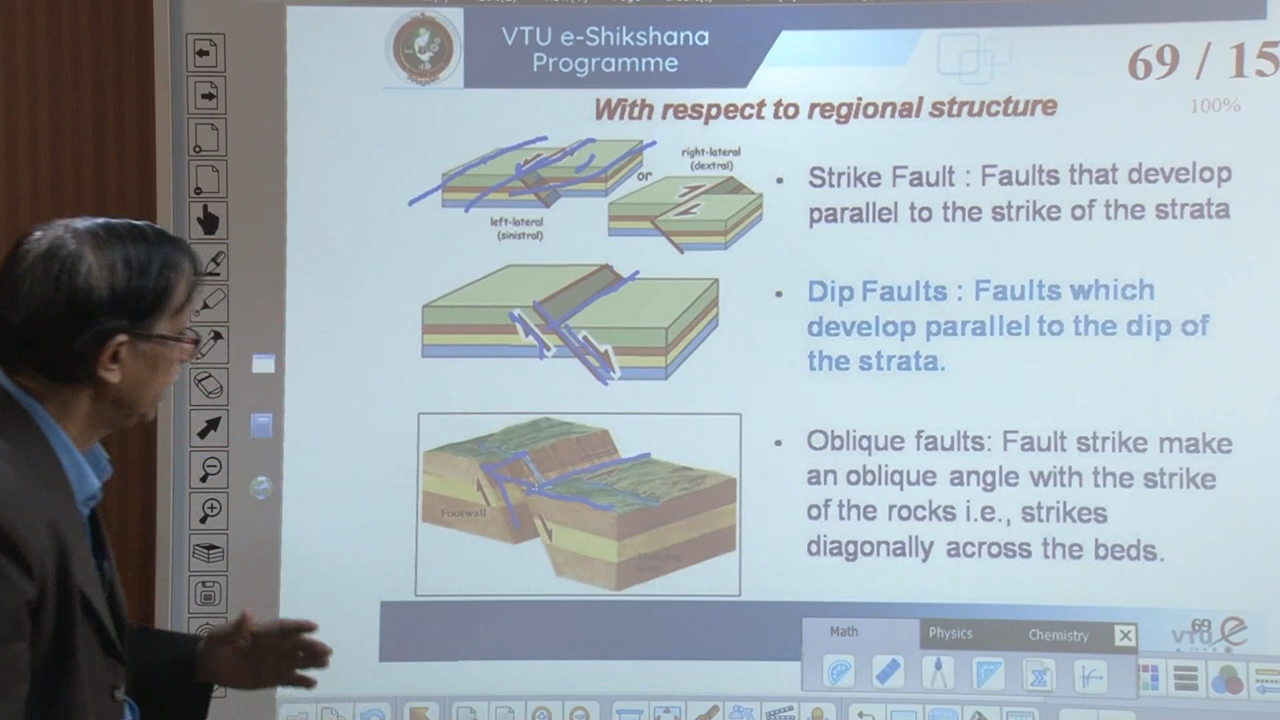 VTU e-Shikshana
Programme
69 / 15
100%
With respect to regional structure
right-lateral
(dextral)
or
left-lateral
(sinistral)
• Strike Fault : Faults that develop
parallel to the strike of the strata
• Dip Faults : Faults which
develop parallel to the dip of
the strata.
• Oblique faults: Fault strike make
an oblique angle with the strike
of the rocks i.e., strikes
diagonally across the beds.
Footwall
69
VTU e
Math
Physics
Chemistry